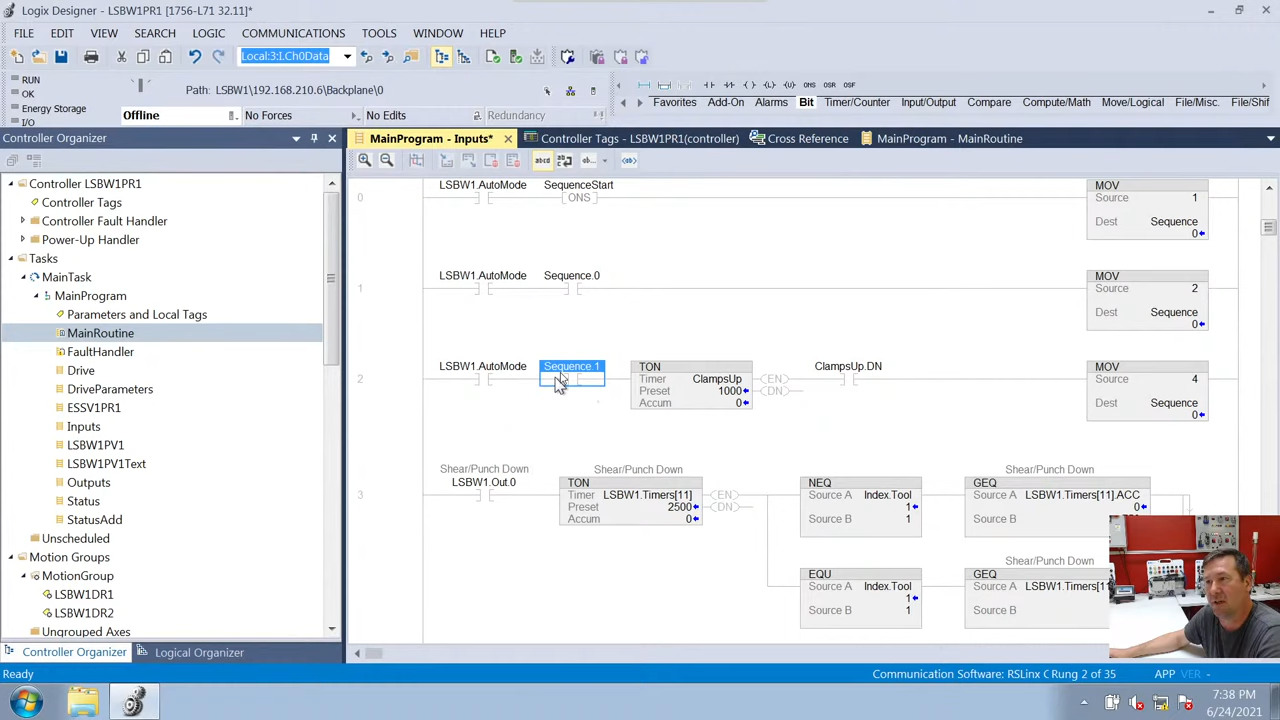 Logix Designer - LSBW1PR1 [1756-L71 32.11]*
FILE EDIT VIEW SEARCH LOGIC COMMUNICATIONS TOOLS WINDOW HELP
Local:3:I.Ch0Data
RUN
OK
Energy Storage
I/O
Path: LSBW1\192.168.210.6\Backplane\0
Offline No Forces No Edits Redundancy
ONS OSR OSF
Favorites Add-On Alarms Bit Timer/Counter Input/Output Compare Compute/Math Move/Logical File/Misc. File/Shif
Controller Organizer
MainProgram - Inputs* Controller Tags - LSBW1PR1(controller) Cross Reference MainProgram - MainRoutine
Controller LSBW1PR1
Controller Tags
Controller Fault Handler
Power-Up Handler
Tasks
MainTask
MainProgram
Parameters and Local Tags
MainRoutine
FaultHandler
Drive
DriveParameters
ESSV1PR1
Inputs
LSBW1PV1
LSBW1PV1Text
Outputs
Status
StatusAdd
Unscheduled
Motion Groups
MotionGroup
LSBW1DR1
LSBW1DR2
Ungrouped Axes
Controller Organizer Logical Organizer
abcd
ab...
0
LSBW1.AutoMode SequenceStart
ONS
MOV
Source 1
Dest Sequence
0
1
LSBW1.AutoMode Sequence.0
MOV
Source 2
Dest Sequence
0
2
LSBW1.AutoMode Sequence.1
TON
Timer ClampsUp
Preset 1000
Accum 0
EN
DN
ClampsUp.DN
MOV
Source 4
Dest Sequence
0
3
Shear/Punch Down
LSBW1.Out.0
Shear/Punch Down
TON
Timer LSBW1.Timers[11]
Preset 2500
Accum 0
EN
DN
NEQ
Source A Index.Tool
1
Source B 1
Shear/Punch Down
GEQ
Source A LSBW1.Timers[11].ACC
0
Source B
EQU
Source A Index.Tool
1
Source B 1
Shear/Punch Down
GEQ
Source A LSBW1.Timers[1
Source B
Ready
Communication Software: RSLinx C Rung 2 of 35 APP VER -
7:38 PM
6/24/2021